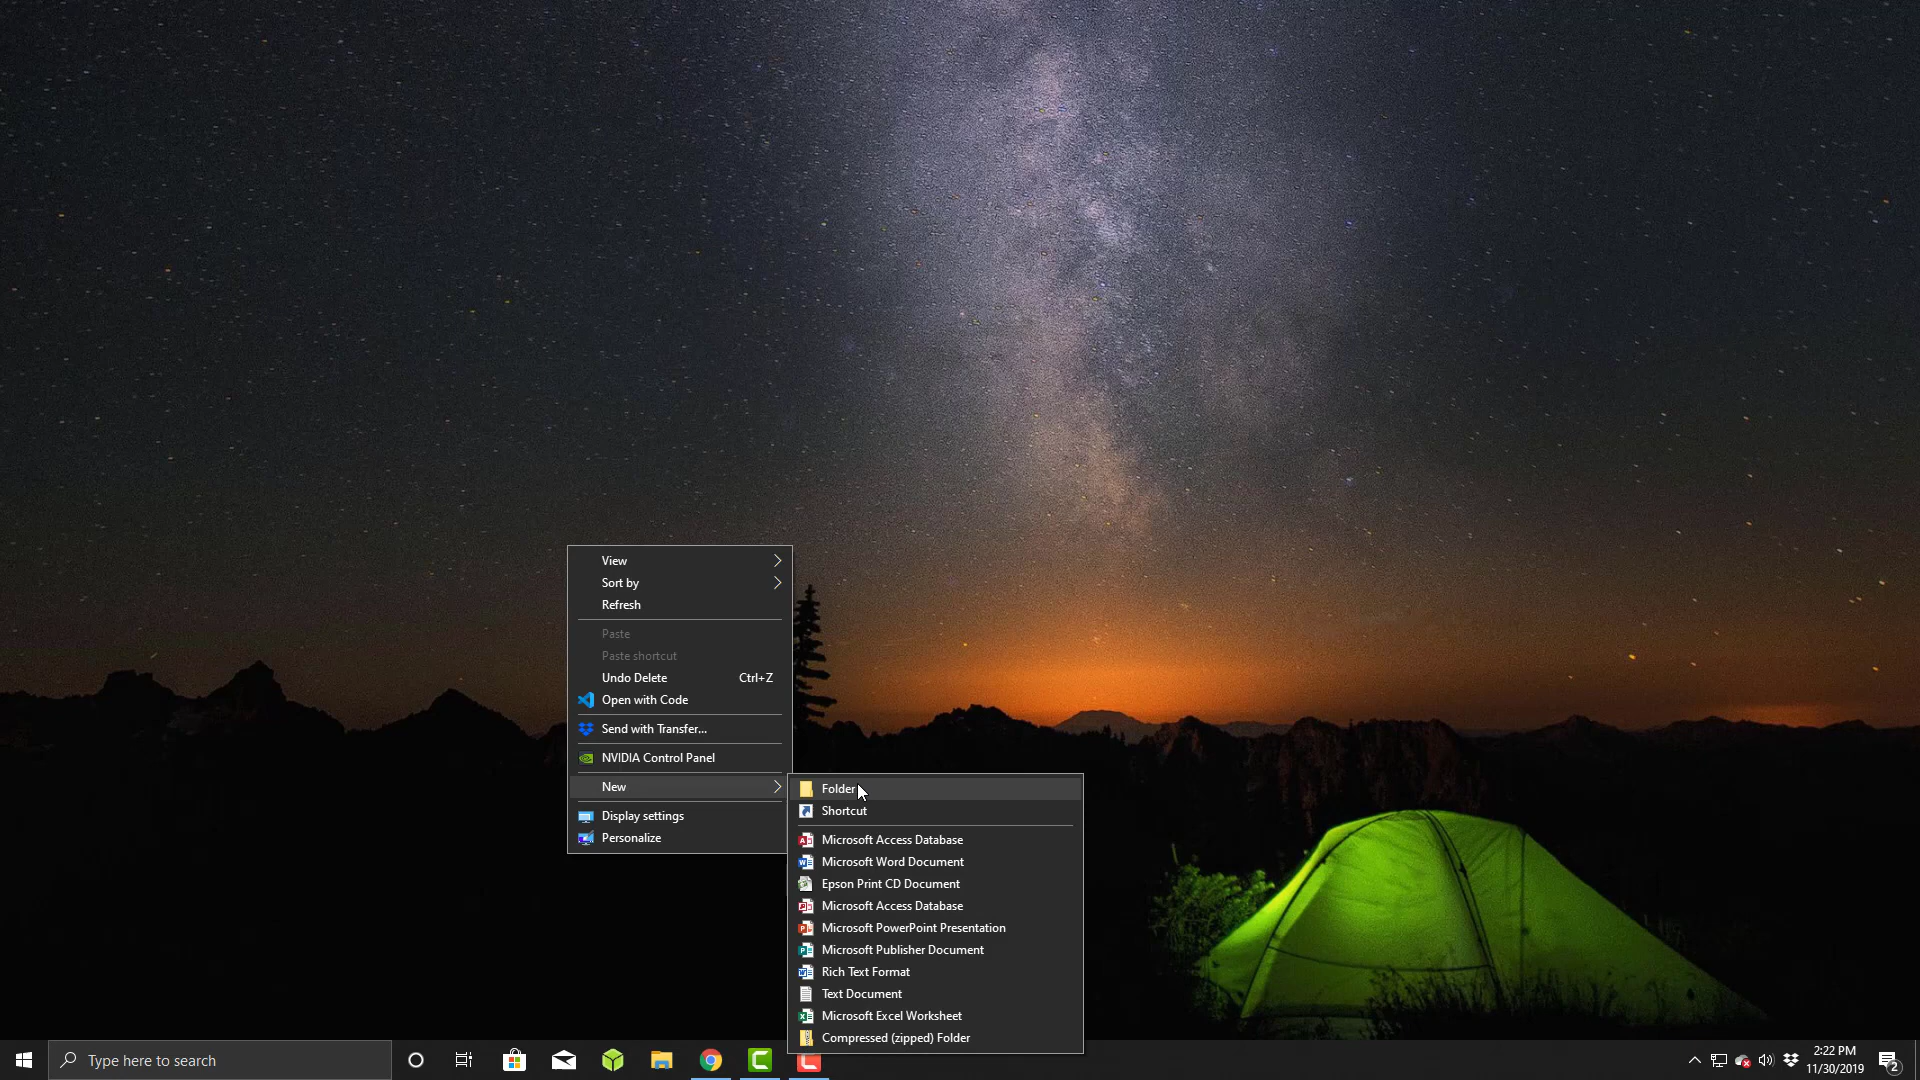 View
Sort by
Refresh
Paste
Paste shortcut
Undo Delete Ctrl+Z
Open with Code
Send with Transfer...
NVIDIA Control Panel
New
Display settings
Personalize
Folder
Shortcut
Microsoft Access Database
Microsoft Word Document
Epson Print CD Document
Microsoft Access Database
Microsoft PowerPoint Presentation
Microsoft Publisher Document
Rich Text Format
Text Document
Microsoft Excel Worksheet
Compressed (zipped) Folder
Type here to search
2:22 PM
11/30/2019
2